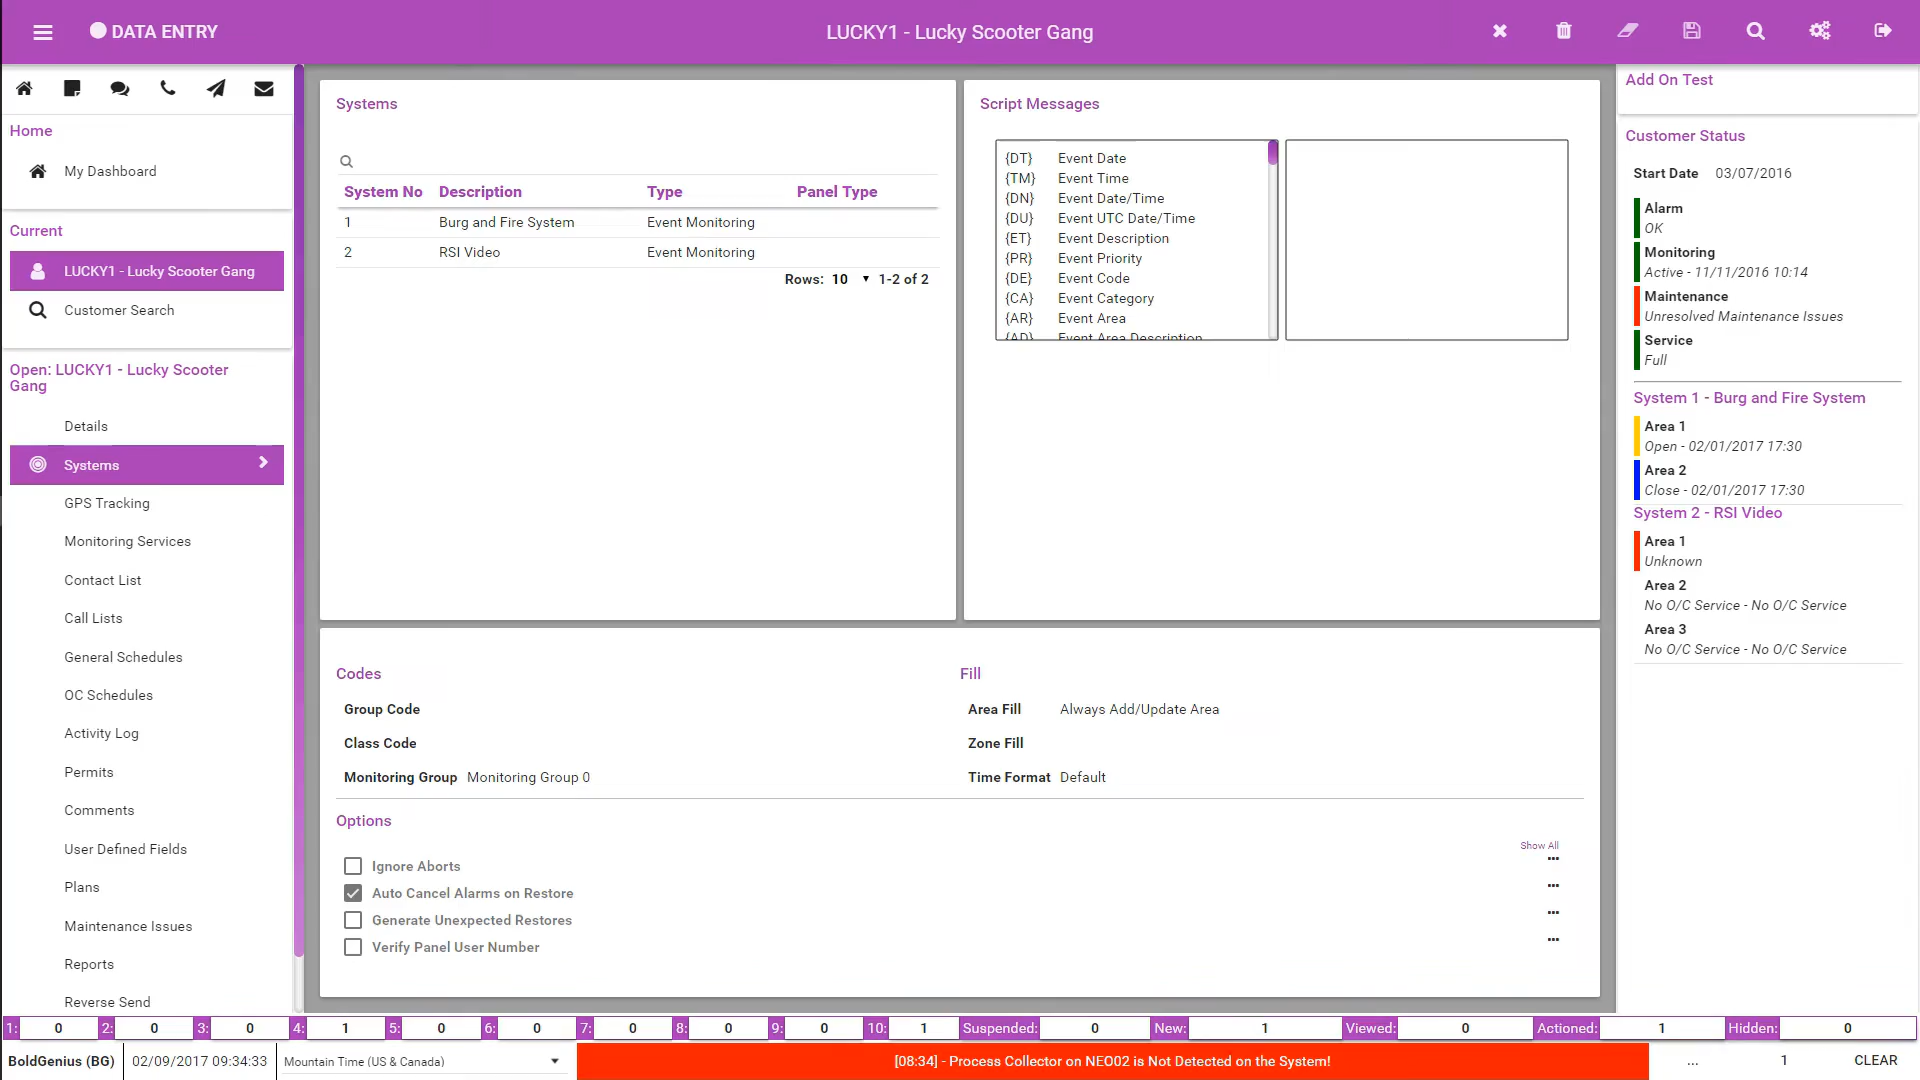 DATA ENTRY
LUCKY1 - Lucky Scooter Gang
Home
My Dashboard
Current
LUCKY1 - Lucky Scooter Gang
Customer Search
Open: LUCKY1 - Lucky Scooter
Gang
Details
Systems
GPS Tracking
Monitoring Services
Contact List
Call Lists
General Schedules
OC Schedules
Activity Log
Permits
Comments
User Defined Fields
Plans
Maintenance Issues
Reports
Reverse Send
Systems
System No Description Type Panel Type
1 Burg and Fire System Event Monitoring
2 RSI Video Event Monitoring
Rows: 10 1-2 of 2
Script Messages
{DT} Event Date
{TM} Event Time
{DN} Event Date/Time
{DU} Event UTC Date/Time
{ET} Event Description
{PR} Event Priority
{DE} Event Code
{CA} Event Category
{AR} Event Area
{AD} Event Area Description
Codes
Group Code
Class Code
Monitoring Group Monitoring Group 0
Fill
Area Fill Always Add/Update Area
Zone Fill
Time Format Default
Options
Show All
Ignore Aborts ...
Auto Cancel Alarms on Restore ...
Generate Unexpected Restores ...
Verify Panel User Number ...
Add On Test
Customer Status
Start Date 03/07/2016
Alarm
OK
Monitoring
Active - 11/11/2016 10:14
Maintenance
Unresolved Maintenance Issues
Service
Full
System 1 - Burg and Fire System
Area 1
Open - 02/01/2017 17:30
Area 2
Close - 02/01/2017 17:30
System 2 - RSI Video
Area 1
Unknown
Area 2
No O/C Service - No O/C Service
Area 3
No O/C Service - No O/C Service
1: 0 2: 0 3: 0 4: 1 5: 0 6: 0 7: 0 8: 0 9: 0 10: 1 Suspended: 0 New: 1 Viewed: 0 Actioned: 1 Hidden: 0
BoldGenius (BG) 02/09/2017 09:34:33 Mountain Time (US & Canada) [08:34] - Process Collector on NEO02 is Not Detected on the System! ... 1 CLEAR